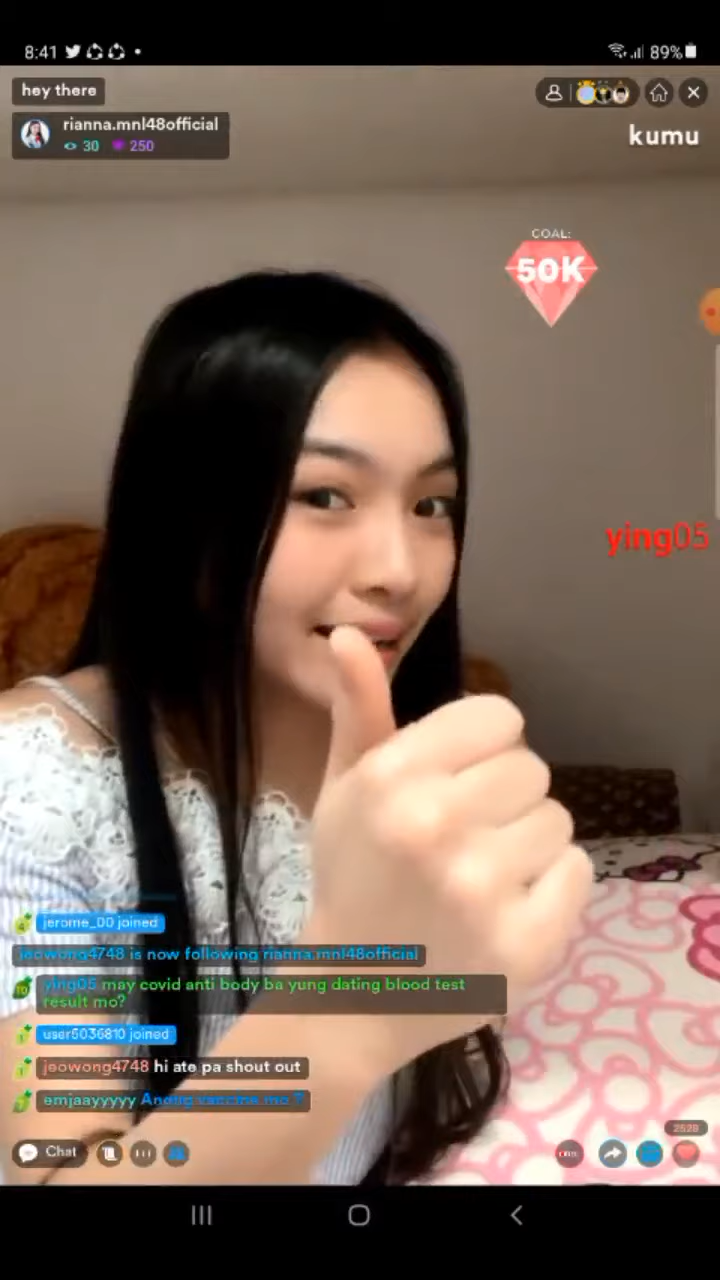 8:41
89%
hey there
rianna.mnl48official
30 250
kumu
GOAL:
50K
ying05
jerome_00 joined
jeowong4748 is now following rianna.mnl48official
ying05 may covid anti body ba yung dating blood test
result mo?
user5036810 joined
jeowong4748 hi ate pa shout out
emjaayyyyy Anong vaccine mo ?
2528
Chat